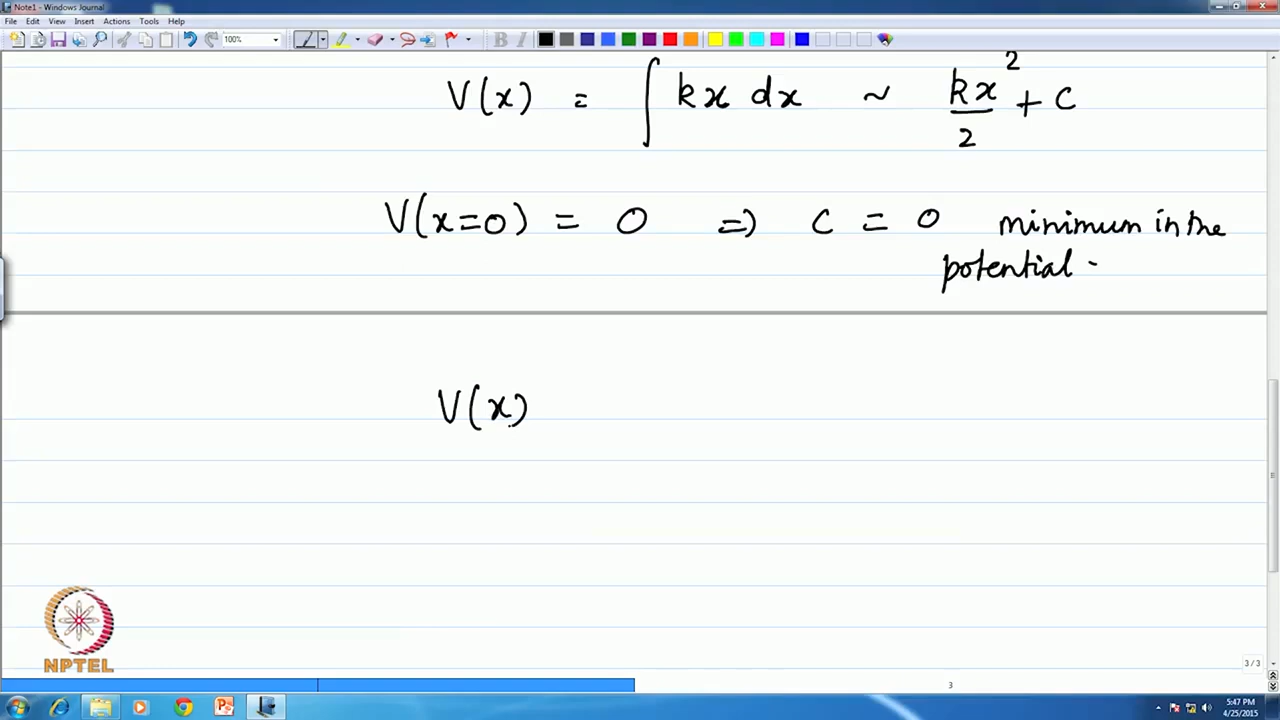 Note1 - Windows Journal
File Edit View Insert Actions Tools Help
100%
V(x) = ∫ kx dx ~ kx²/2 + c
V(x=0) = 0 => c = 0 minimum in the
potential -
V(x)
NPTEL
3/3
3
5:47 PM
4/25/2015